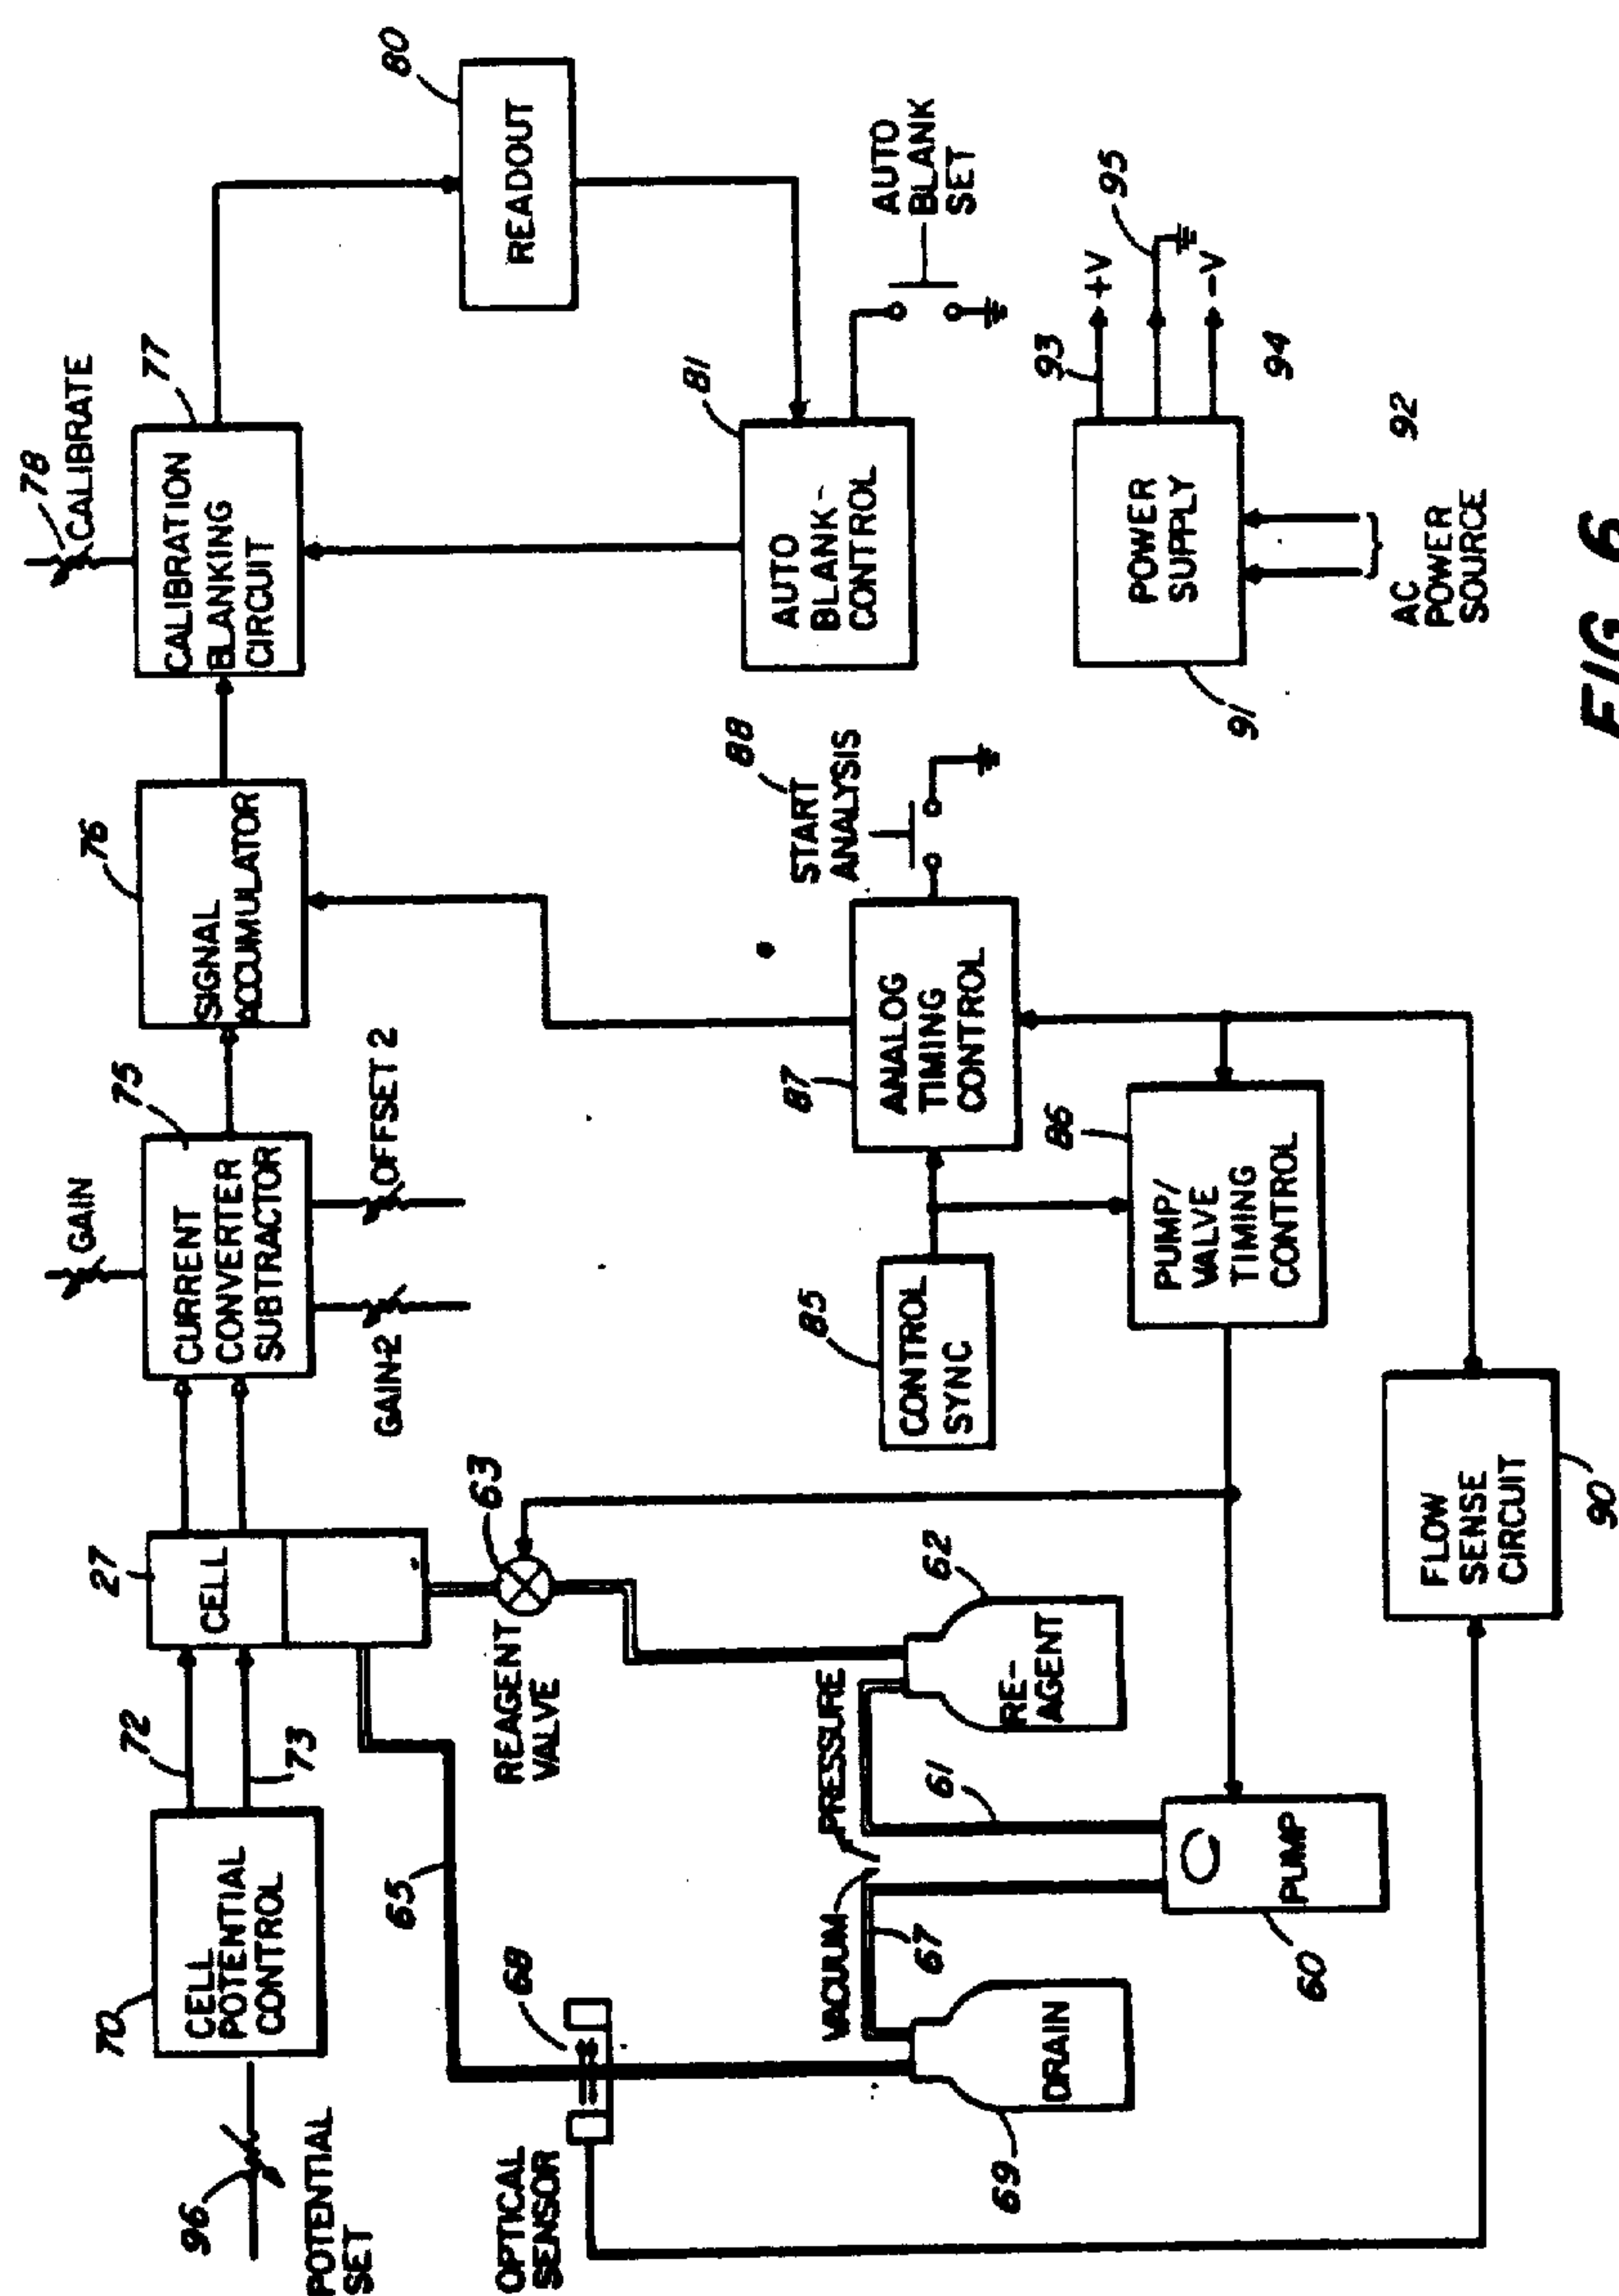 96
POTENTIAL
SET
70
CELL
POTENTIAL
CONTROL
72
73
27
CELL
GAIN
75
CURRENT
CONVERTER
SUBTRACTOR
GAIN-2
OFFSET 2
76
SIGNAL
ACCUMULATOR
78
CALIBRATE
77
CALIBRATION
BLANKING
CIRCUIT
80
READOUT
65
OPTICAL
SENSOR
68
REAGENT
VALVE
63
VACUUM
PRESSURE
67
61
62
69
DRAIN
60
PUMP
RE-
AGENT
85
CONTROL
SYNC
87
ANALOG
TIMING
CONTROL
88
START
ANALYSIS
81
AUTO
BLANK-
CONTROL
AUTO
BLANK
SET
86
PUMP/
VALVE
TIMING
CONTROL
FLOW
SENSE
CIRCUIT
90
91
POWER
SUPPLY
93
+V
95
-V
94
92
AC
POWER
SOURCE
FIG 6